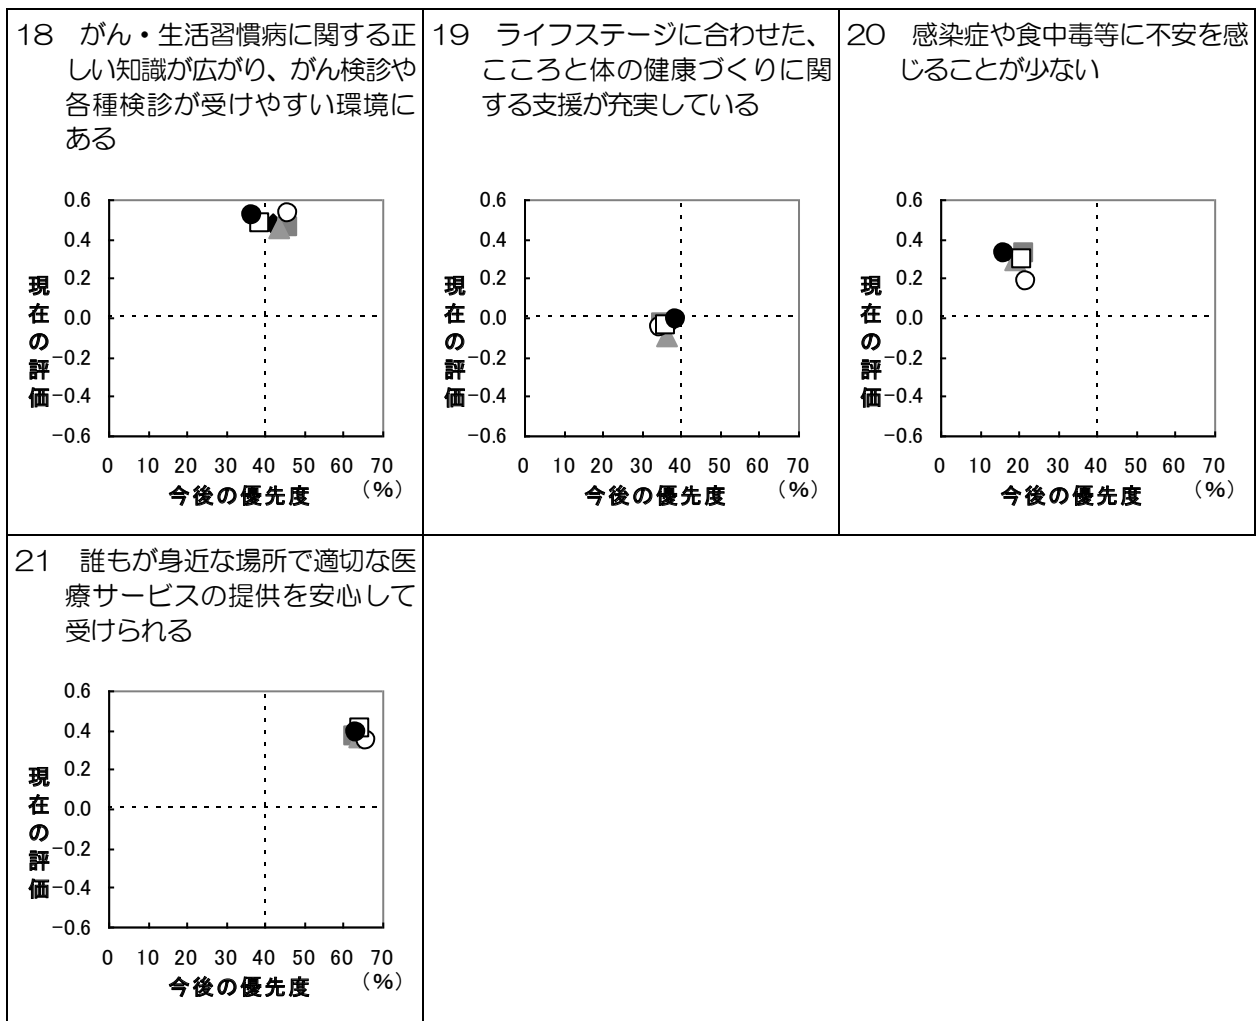 18　がん・生活習慣病に関する正
しい知識が広がり、がん検診や
各種検診が受けやすい環境に
ある
0.6
0.4
0.2
0.0
-0.2
-0.4
-0.6
現在の評価
0 10 20 30 40 50 60 70
今後の優先度 (%)
19　ライフステージに合わせた、
こころと体の健康づくりに関
する支援が充実している
0.6
0.4
0.2
0.0
-0.2
-0.4
-0.6
現在の評価
0 10 20 30 40 50 60 70
今後の優先度 (%)
20　感染症や食中毒等に不安を感
じることが少ない
0.6
0.4
0.2
0.0
-0.2
-0.4
-0.6
現在の評価
0 10 20 30 40 50 60 70
今後の優先度 (%)
21　誰もが身近な場所で適切な医
療サービスの提供を安心して
受けられる
0.6
0.4
0.2
0.0
-0.2
-0.4
-0.6
現在の評価
0 10 20 30 40 50 60 70
今後の優先度 (%)